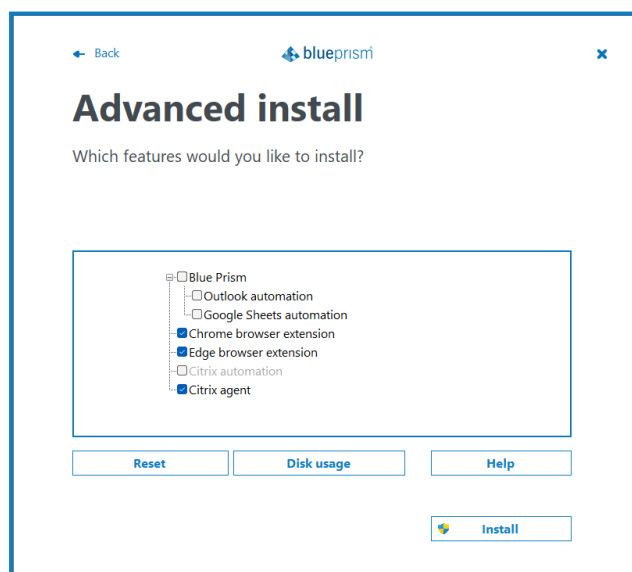 Back
blueprism
Advanced install
Which features would you like to install?
Blue Prism
Outlook automation
Google Sheets automation
Chrome browser extension
Edge browser extension
Citrix automation
Citrix agent
Reset Disk usage Help
Install